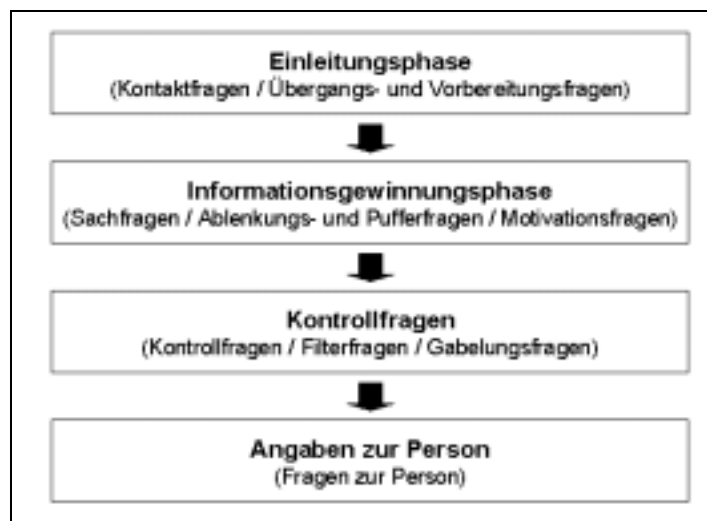 Einleitungsphase
(Kontaktfragen / Übergangs- und Vorbereitungsfragen)
Informationsgewinnungsphase
(Sachfragen / Ablenkungs- und Pufferfragen / Motivationsfragen)
Kontrollfragen
(Kontrollfragen / Filterfragen / Gabelungsfragen)
Angaben zur Person
(Fragen zur Person)